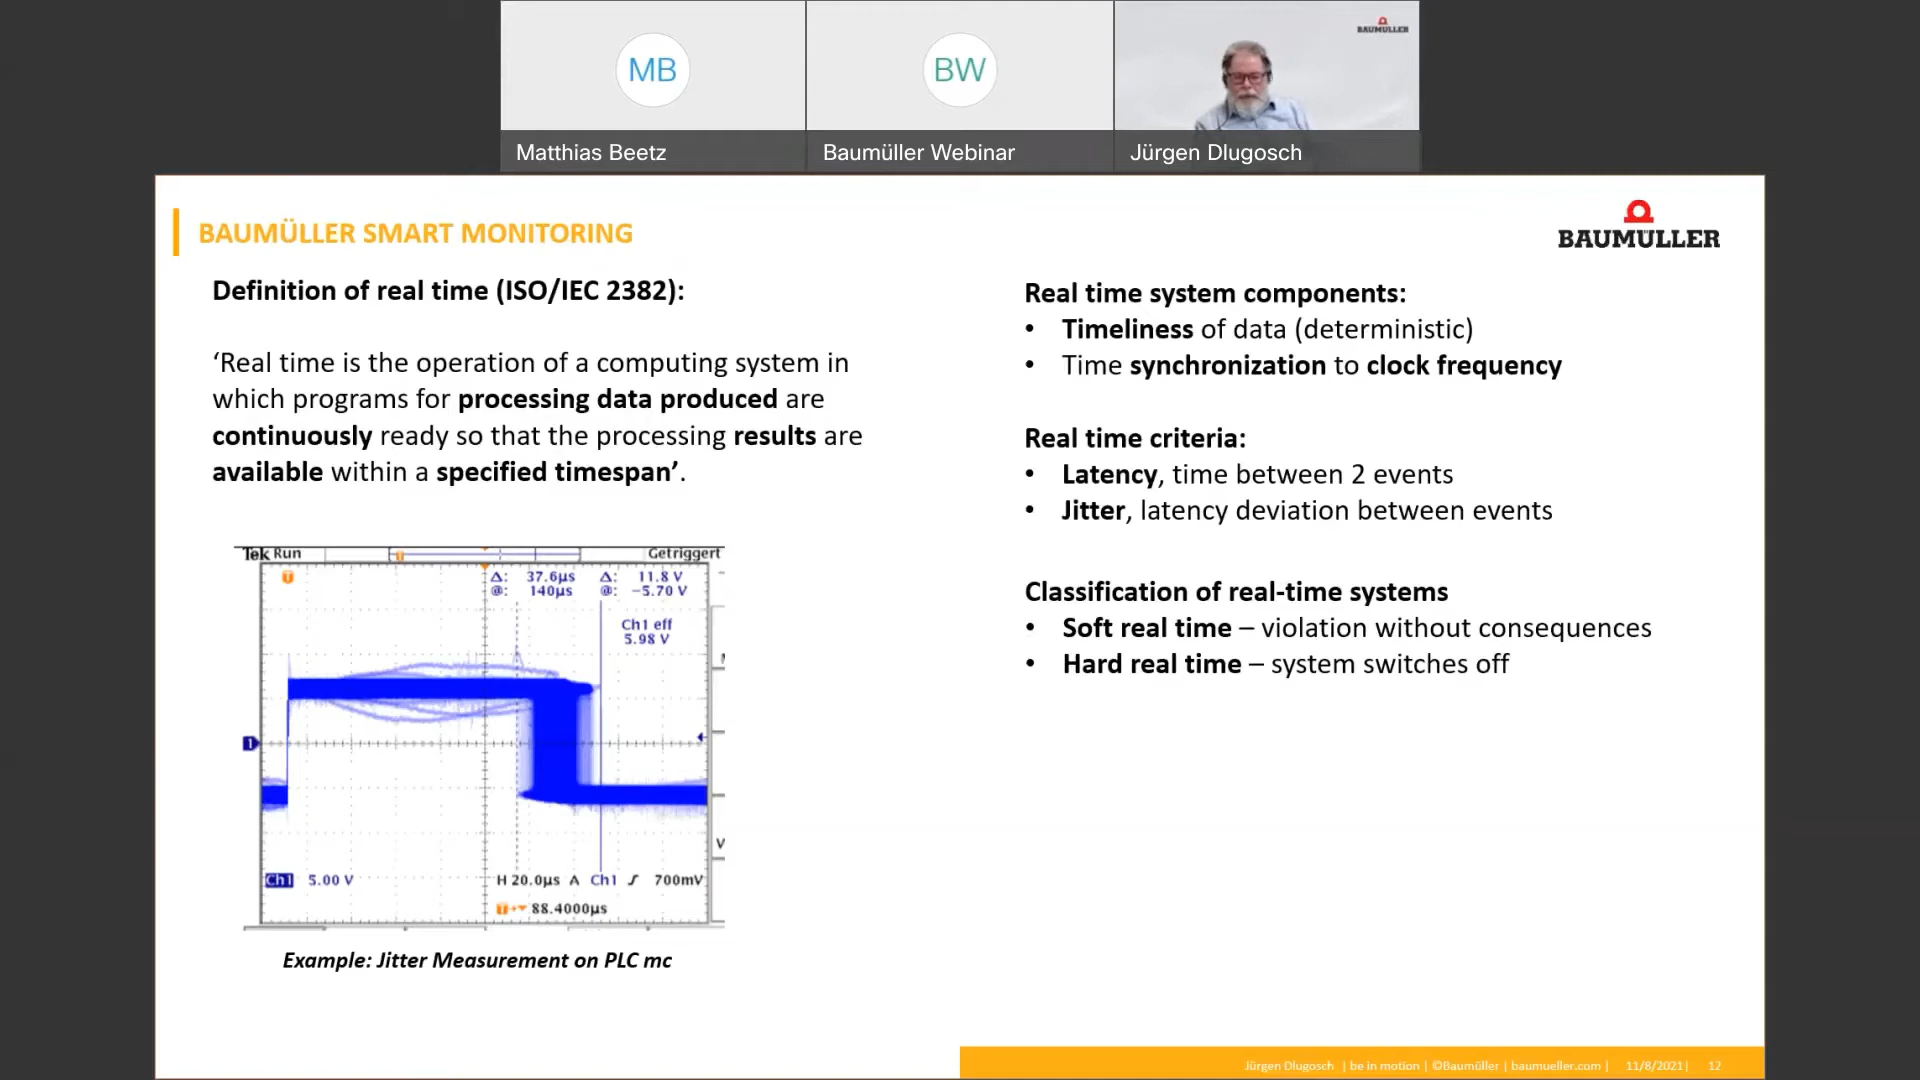 MB
BW
BAUMÜLLER
Matthias Beetz
Baumüller Webinar
Jürgen Dlugosch
BAUMÜLLER SMART MONITORING
BAUMÜLLER
Definition of real time (ISO/IEC 2382):
‘Real time is the operation of a computing system in
which programs for processing data produced are
continuously ready so that the processing results are
available within a specified timespan’.
Tek Run
Getriggert
T
Δ: 37.6µs Δ: 11.8 V
@: 140µs @: −5.70 V
Ch1 eff
5.98 V
1
Ch1 5.00 V
H 20.0µs A Ch1 700mV
88.4000µs
Example: Jitter Measurement on PLC mc
Real time system components:
• Timeliness of data (deterministic)
• Time synchronization to clock frequency
Real time criteria:
• Latency, time between 2 events
• Jitter, latency deviation between events
Classification of real-time systems
• Soft real time – violation without consequences
• Hard real time – system switches off
Jürgen Dlugosch | be in motion | ©Baumüller | baumueller.com | 11/8/2021 | 12